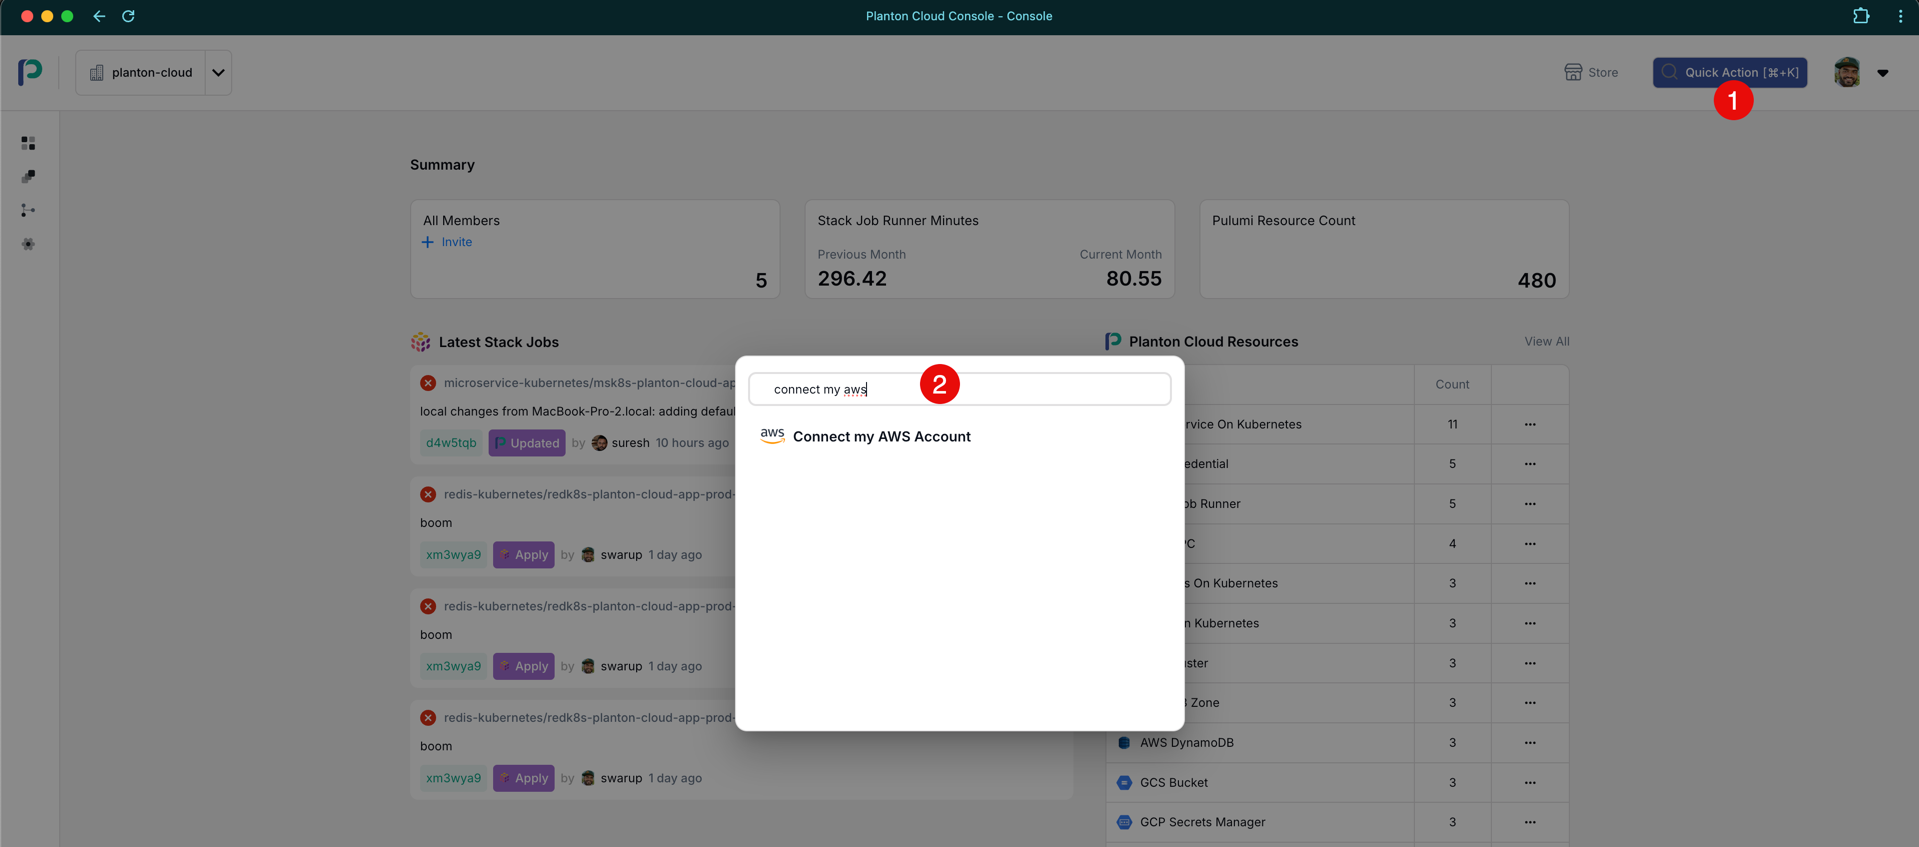 Planton Cloud Console - Console
planton-cloud
Store
Quick Action [⌘+K]
1
Summary
All Members
+ Invite
5
Stack Job Runner Minutes
Previous Month
Current Month
296.42
80.55
Pulumi Resource Count
480
Latest Stack Jobs
microservice-kubernetes/msk8s-planton-cloud-ap
local changes from MacBook-Pro-2.local: adding defau
d4w5tqb Updated by suresh 10 hours ago
redis-kubernetes/redk8s-planton-cloud-app-prod-
boom
xm3wya9 Apply by swarup 1 day ago
redis-kubernetes/redk8s-planton-cloud-app-prod-
boom
xm3wya9 Apply by swarup 1 day ago
redis-kubernetes/redk8s-planton-cloud-app-prod-
boom
xm3wya9 Apply by swarup 1 day ago
connect my aws
2
aws Connect my AWS Account
Planton Cloud Resources
View All
Count
rvice On Kubernetes 11
edential 5
ob Runner 5
PC 4
s On Kubernetes 3
n Kubernetes 3
uster 3
3 Zone 3
AWS DynamoDB 3
GCS Bucket 3
GCP Secrets Manager 3